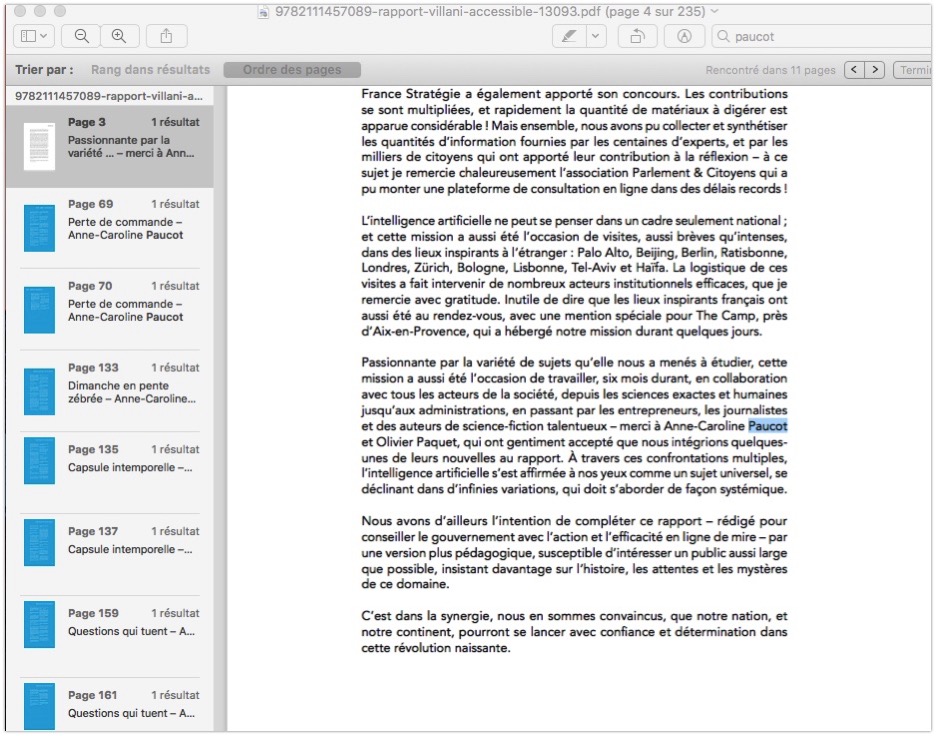 9782111457089-rapport-villani-accessible-13093.pdf (page 4 sur 235)
paucot
Trier par :
Rang dans résultats
Ordre des pages
Rencontré dans 11 pages
< >
Termi
9782111457089-rapport-villani-a...
Page 3 1 résultat
Passionnante par la
variété ... – merci à Ann...
Page 69 1 résultat
Perte de commande –
Anne-Caroline Paucot
Page 70 1 résultat
Perte de commande –
Anne-Caroline Paucot
Page 133 1 résultat
Dimanche en pente
zébrée – Anne-Caroline...
Page 135 1 résultat
Capsule intemporelle –...
Page 137 1 résultat
Capsule intemporelle –...
Page 159 1 résultat
Questions qui tuent – A...
Page 161 1 résultat
Questions qui tuent – A...
France Stratégie a également apporté son concours. Les contributions
se sont multipliées, et rapidement la quantité de matériaux à digérer est
apparue considérable ! Mais ensemble, nous avons pu collecter et synthétiser
les quantités d'information fournies par les centaines d'experts, et par les
milliers de citoyens qui ont apporté leur contribution à la réflexion – à ce
sujet je remercie chaleureusement l'association Parlement & Citoyens qui a
pu monter une plateforme de consultation en ligne dans des délais records !
L'intelligence artificielle ne peut se penser dans un cadre seulement national ;
et cette mission a aussi été l'occasion de visites, aussi brèves qu'intenses,
dans des lieux inspirants à l'étranger : Palo Alto, Beijing, Berlin, Ratisbonne,
Londres, Zürich, Bologne, Lisbonne, Tel-Aviv et Haïfa. La logistique de ces
visites a fait intervenir de nombreux acteurs institutionnels efficaces, que je
remercie avec gratitude. Inutile de dire que les lieux inspirants français ont
aussi été au rendez-vous, avec une mention spéciale pour The Camp, près
d'Aix-en-Provence, qui a hébergé notre mission durant quelques jours.
Passionnante par la variété de sujets qu'elle nous a menés à étudier, cette
mission a aussi été l'occasion de travailler, six mois durant, en collaboration
avec tous les acteurs de la société, depuis les sciences exactes et humaines
jusqu'aux administrations, en passant par les entrepreneurs, les journalistes
et des auteurs de science-fiction talentueux – merci à Anne-Caroline Paucot
et Olivier Paquet, qui ont gentiment accepté que nous intégrions quelques-
unes de leurs nouvelles au rapport. À travers ces confrontations multiples,
l'intelligence artificielle s'est affirmée à nos yeux comme un sujet universel, se
déclinant dans d'infinies variations, qui doit s'aborder de façon systémique.
Nous avons d'ailleurs l'intention de compléter ce rapport – rédigé pour
conseiller le gouvernement avec l'action et l'efficacité en ligne de mire – par
une version plus pédagogique, susceptible d'intéresser un public aussi large
que possible, insistant davantage sur l'histoire, les attentes et les mystères
de ce domaine.
C'est dans la synergie, nous en sommes convaincus, que notre nation, et
notre continent, pourront se lancer avec confiance et détermination dans
cette révolution naissante.